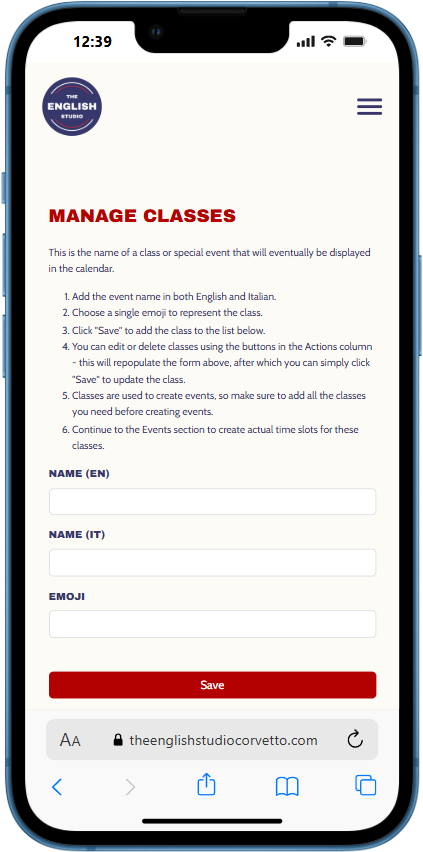 12:39
THE
ENGLISH
STUDIO
MANAGE CLASSES
This is the name of a class or special event that will eventually be displayed
in the calendar.
1. Add the event name in both English and Italian.
2. Choose a single emoji to represent the class.
3. Click "Save" to add the class to the list below.
4. You can edit or delete classes using the buttons in the Actions column
- this will repopulate the form above, after which you can simply click
"Save" to update the class.
5. Classes are used to create events, so make sure to add all the classes
you need before creating events.
6. Continue to the Events section to create actual time slots for these
classes.
NAME (EN)
NAME (IT)
EMOJI
Save
AA theenglishstudiocorvetto.com